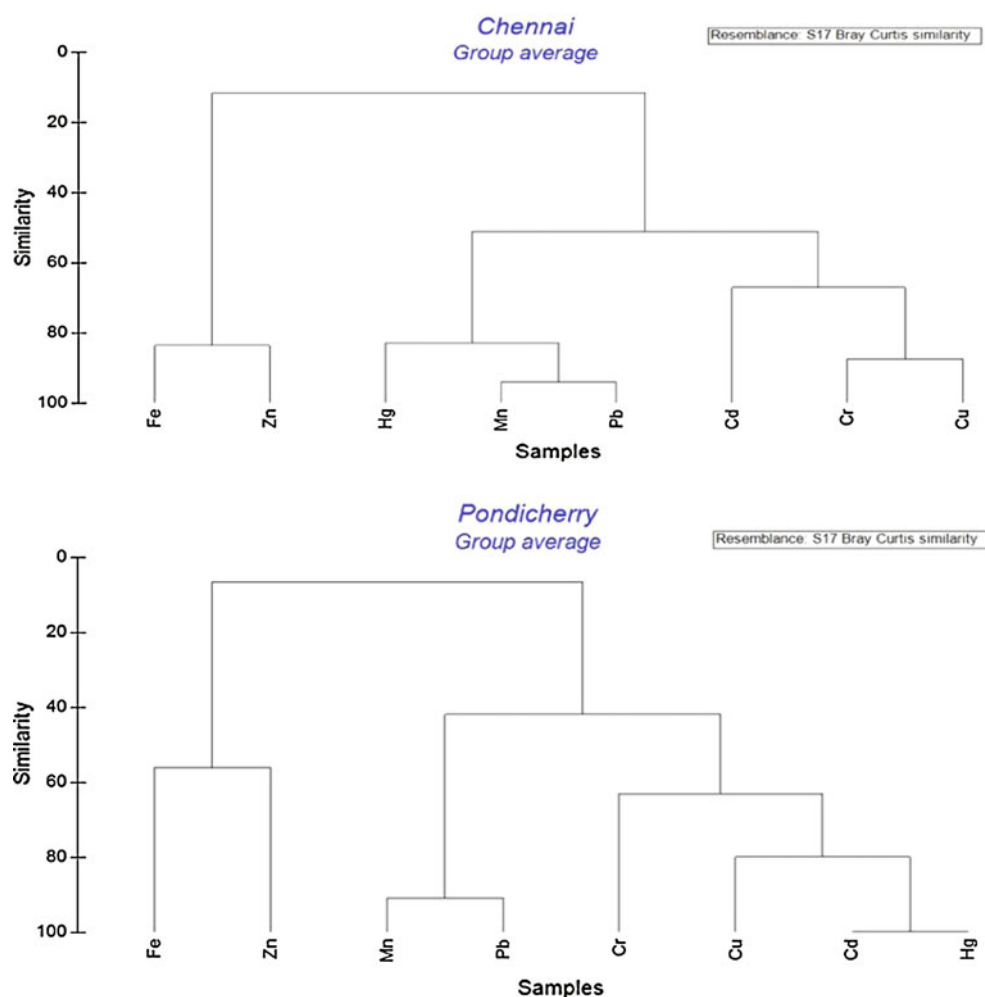 Chennai
Group average
Resemblance: S17 Bray Curtis similarity
0
20
40
60
80
100
Similarity
Fe Zn Hg Mn Pb Cd Cr Cu
Samples
Pondicherry
Group average
Resemblance: S17 Bray Curtis similarity
0
20
40
60
80
100
Similarity
Fe Zn Mn Pb Cr Cu Cd Hg
Samples